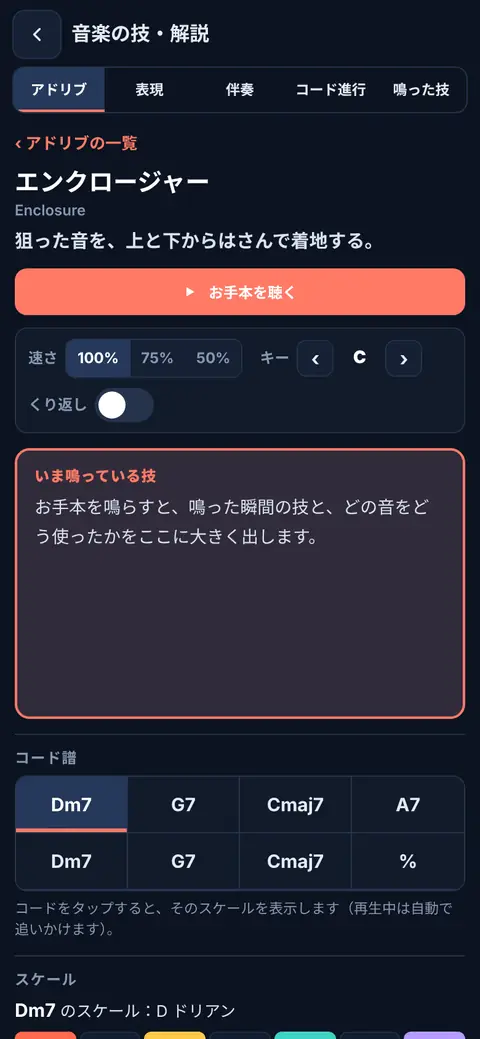 音楽の技・解説
アドリブ 表現 伴奏 コード進行 鳴った技
‹ アドリブの一覧
エンクロージャー
Enclosure
狙った音を、上と下からはさんで着地する。
お手本を聴く
速さ 100% 75% 50% キー ‹ C ›
くり返し
いま鳴っている技
お手本を鳴らすと、鳴った瞬間の技と、どの音をど
う使ったかをここに大きく出します。
コード譜
Dm7 G7 Cmaj7 A7
Dm7 G7 Cmaj7 %
コードをタップすると、そのスケールを表示します（再生中は自動で
追いかけます）。
スケール
Dm7 のスケール：D ドリアン